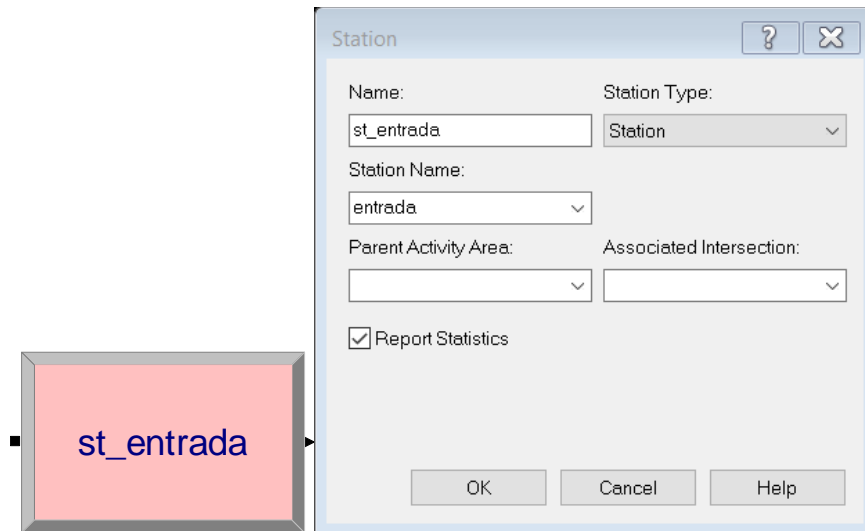 Station
Name: Station Type:
st_entrada Station
Station Name:
entrada
Parent Activity Area: Associated Intersection:
Report Statistics
st_entrada
OK Cancel Help